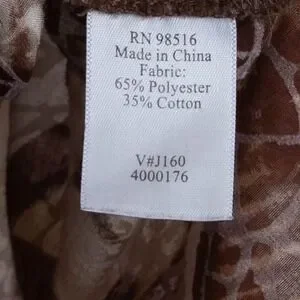 RN 98516
Made in China
Fabric:
65% Polyester
35% Cotton
V#J160
4000176